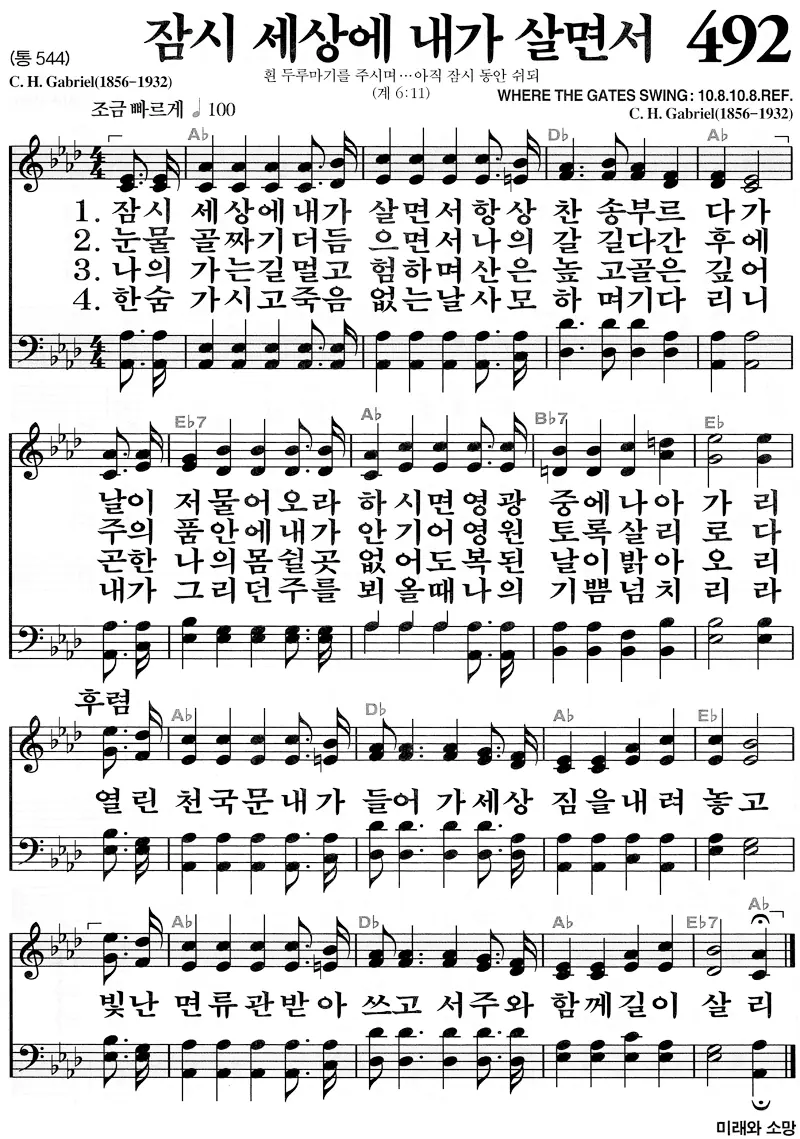 잠시 세상에 내가 살면서 492
(통 544)
C. H. Gabriel(1856-1932)
흰 두루마기를 주시며…아직 잠시 동안 쉬되
(계 6:11)
WHERE THE GATES SWING: 10.8.10.8.REF.
C. H. Gabriel(1856-1932)
조금 빠르게 ♩ 100
A♭ D♭ A♭
1. 잠시 세상에내가 살면서항상 찬 송부르 다가
2. 눈물 골짜기더듬 으면서나의 갈 길다간 후에
3. 나의 가는길멀고 험하며산은 높 고골은 깊어
4. 한숨 가시고죽음 없는날사모 하 며기다 리니
E♭7 A♭ B♭7 E♭
날이 저물어오라 하시면영광 중에나아 가리
주의 품안에내가 안기어영원 토록살리 로다
곤한 나의몸쉴곳 없어도복된 날이밝아 오리
내가 그리던주를 뵈올때나의 기쁨넘치 리라
후렴
A♭ D♭ A♭ E♭
열린 천국문내가 들어 가세상 짐을내려 놓고
A♭ D♭ A♭ E♭7 A♭
빛난 면류관받아 쓰고 서주와 함께길이 살리
미래와 소망